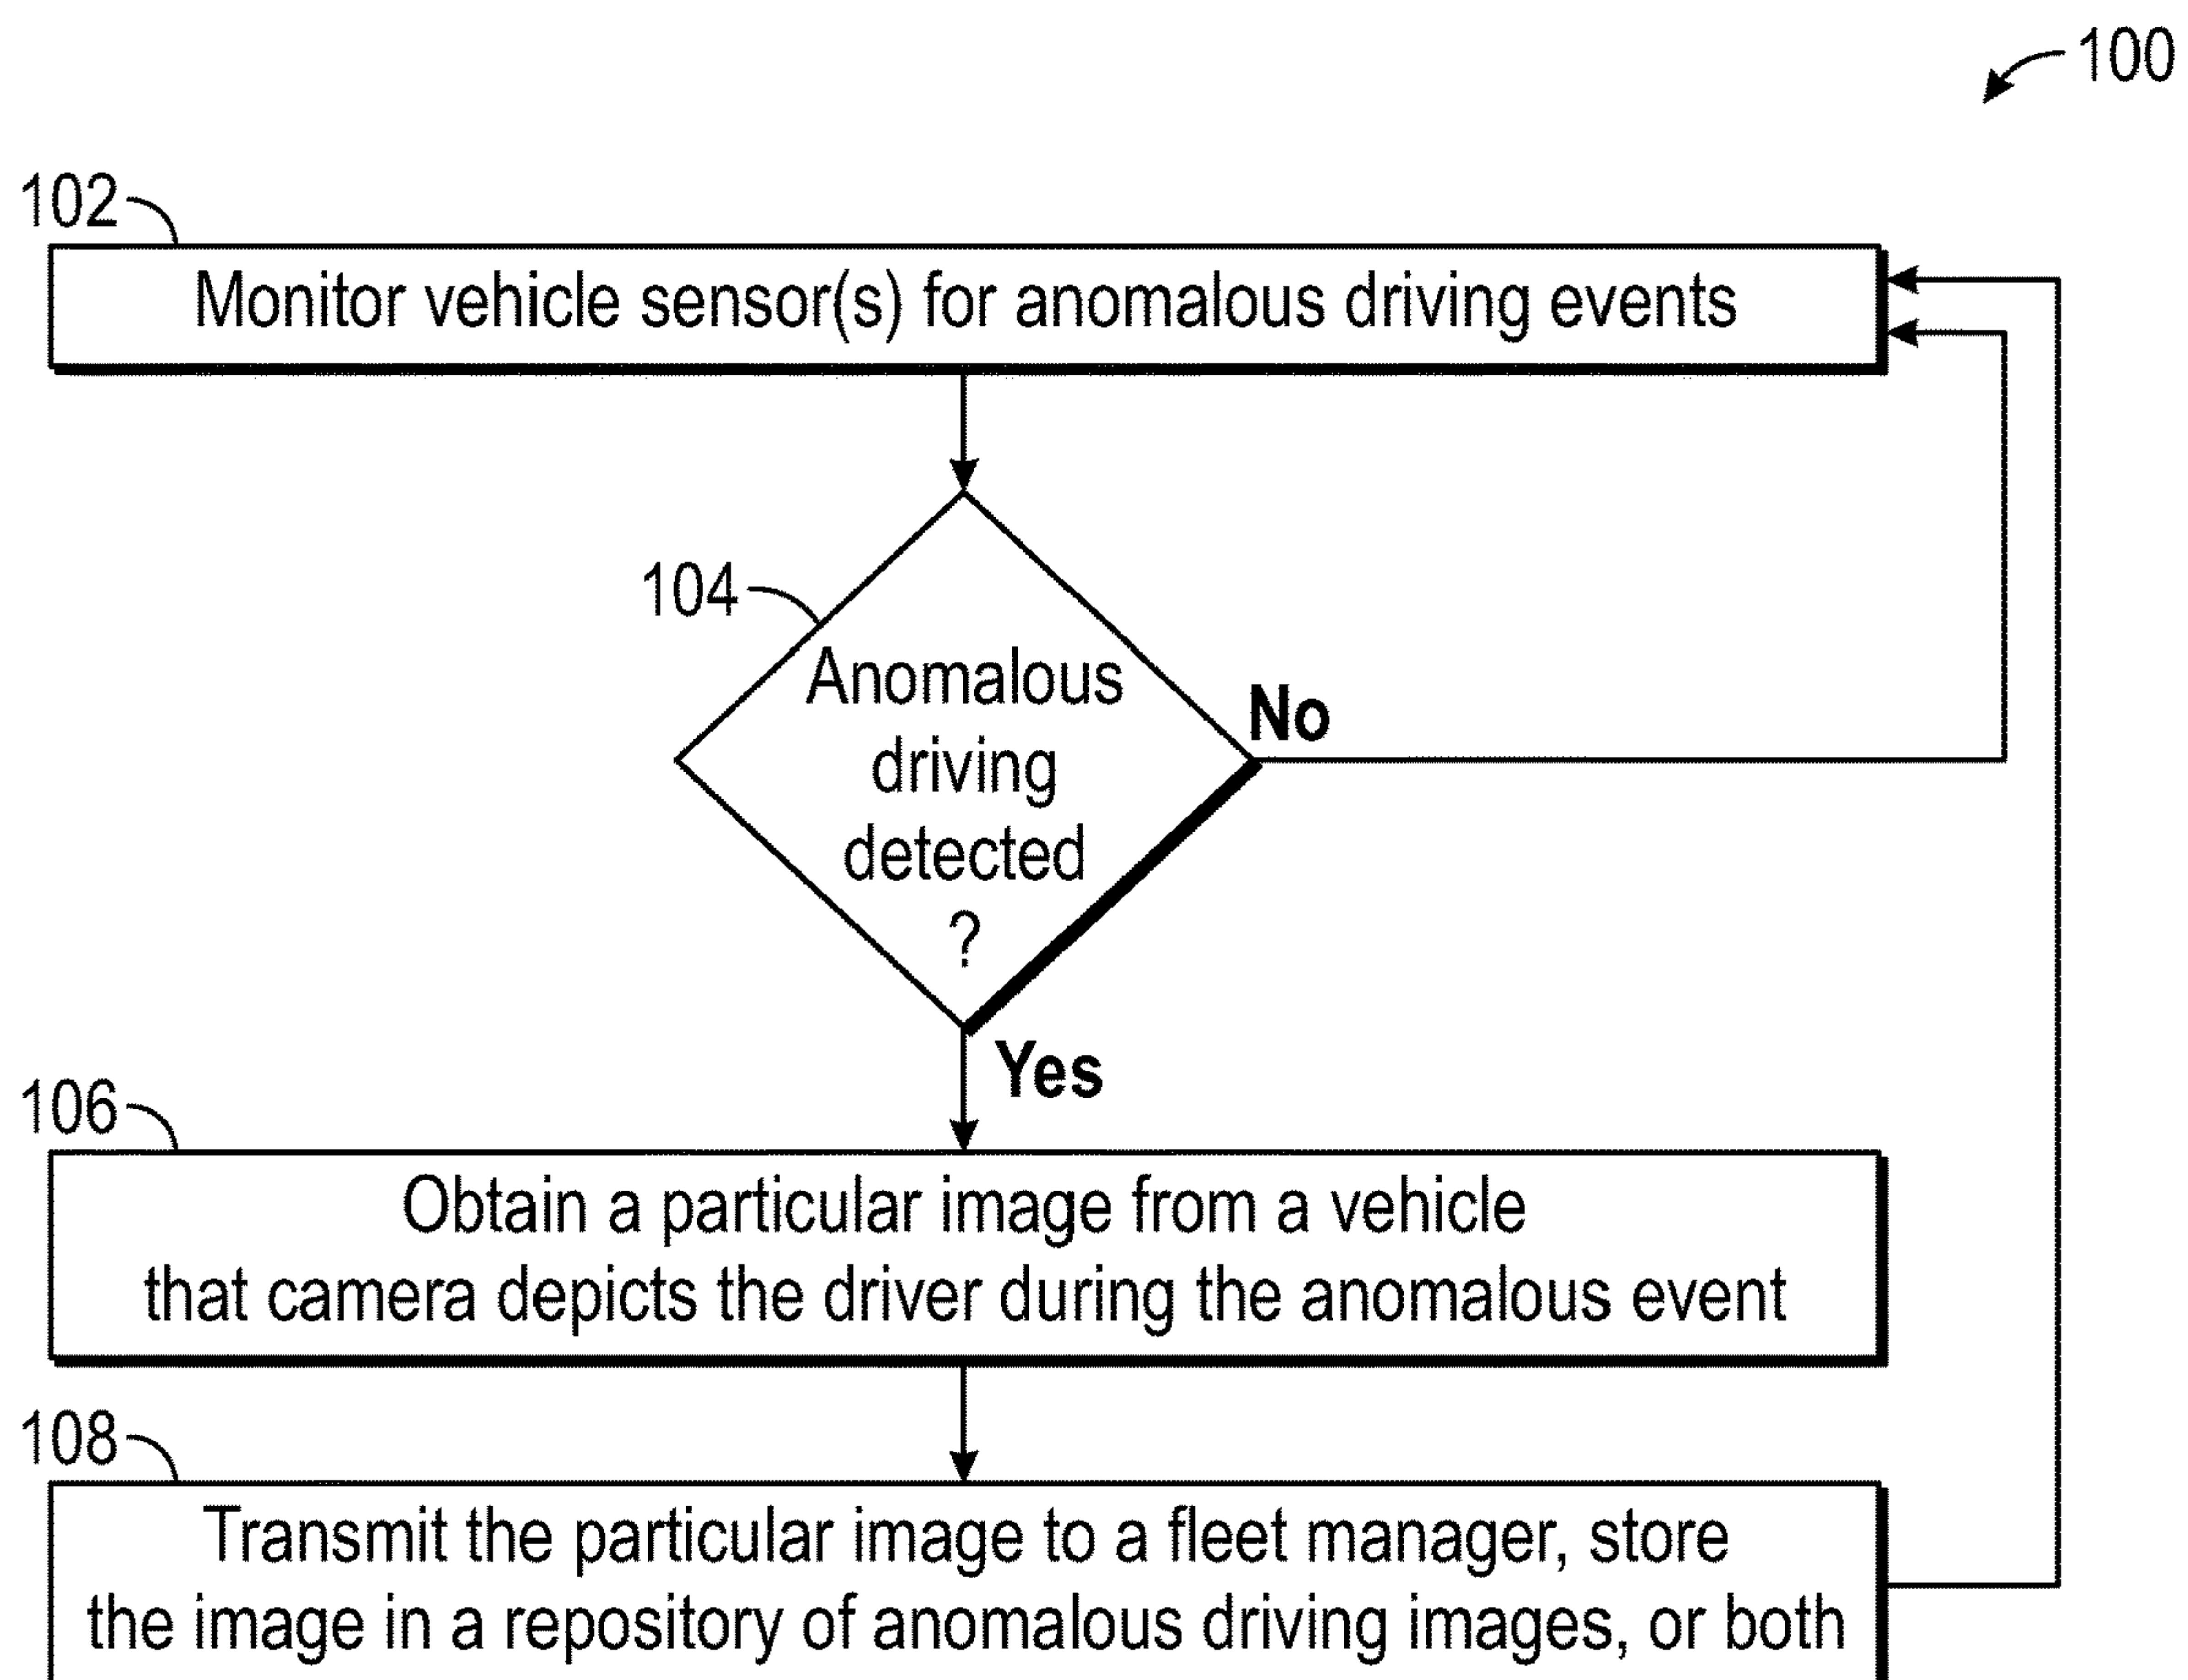 100
102
Monitor vehicle sensor(s) for anomalous driving events
104
Anomalous
driving
detected
?
No
Yes
106
Obtain a particular image from a vehicle
that camera depicts the driver during the anomalous event
108
Transmit the particular image to a fleet manager, store
the image in a repository of anomalous driving images, or both